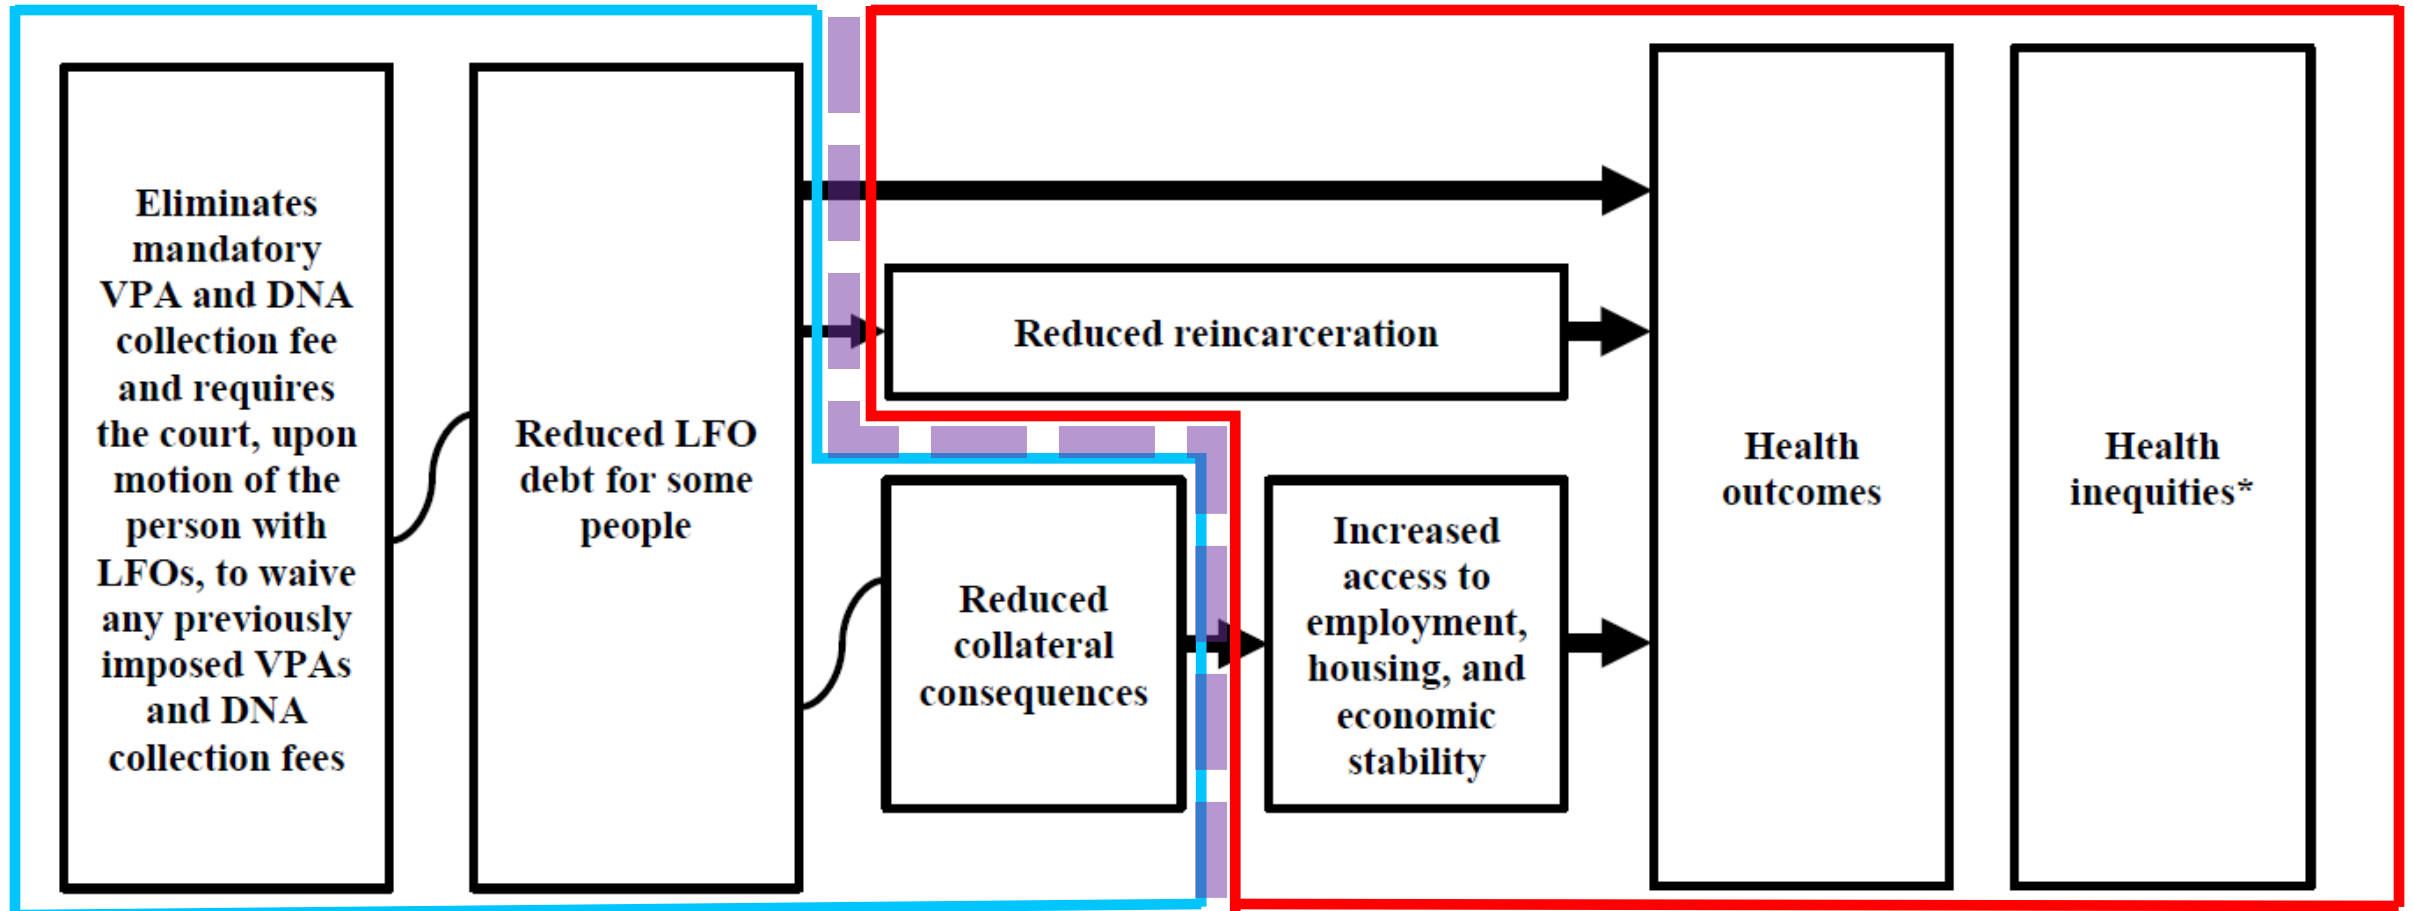 Eliminates
mandatory
VPA and DNA
collection fee
and requires
the court, upon
motion of the
person with
LFOs, to waive
any previously
imposed VPAs
and DNA
collection fees
Reduced LFO
debt for some
people
Reduced reincarceration
Reduced
collateral
consequences
Increased
access to
employment,
housing, and
economic
stability
Health
outcomes
Health
inequities*